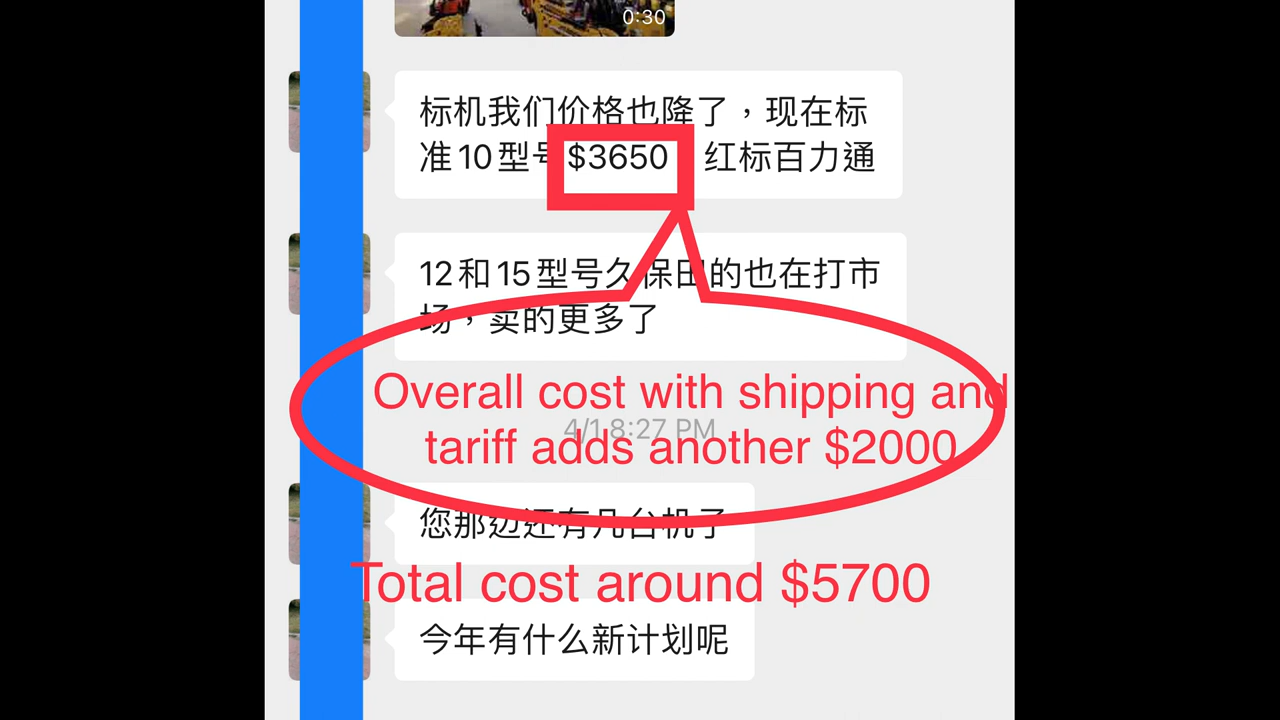 0:30
标机我们价格也降了，现在标
准10型号 $3650 红标百力通
12和15型号久保田的也在打市
场，卖的更多了
Overall cost with shipping and
4/1 8:27 PM
tariff adds another $2000
您那边还有几台机子
Total cost around $5700
今年有什么新计划呢